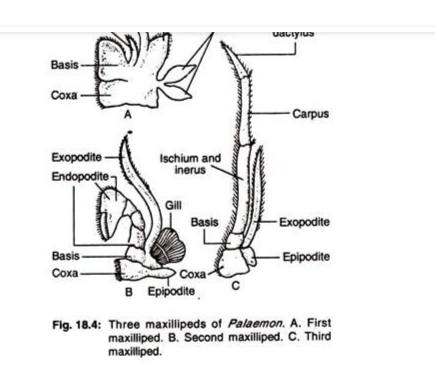 dactylus
Basis
Coxa
A
Carpus
Exopodite
Endopodite
Ischium and
inerus
Gill
Basis
Exopodite
Basis
Epipodite
Coxa
Coxa
B
Epipodite
C
Fig. 18.4: Three maxillipeds of Palaemon. A. First
maxilliped. B. Second maxilliped. C. Third
maxilliped.